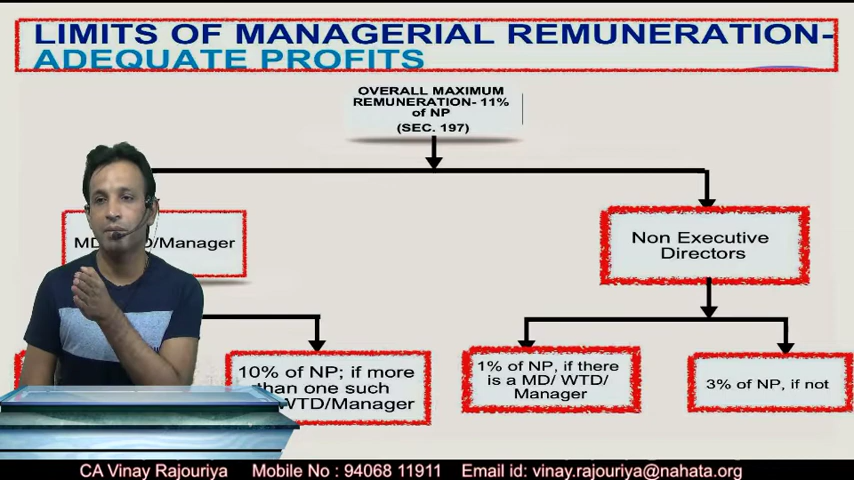 LIMITS OF MANAGERIAL REMUNERATION-
ADEQUATE PROFITS
OVERALL MAXIMUM
REMUNERATION- 11%
of NP
(SEC. 197)
MD /Manager
Non Executive
Directors
10% of NP; if more
than one such
WTD/Manager
1% of NP, if there
is a MD/ WTD/
Manager
3% of NP, if not
CA Vinay Rajouriya Mobile No : 94068 11911 Email id: vinay.rajouriya@nahata.org